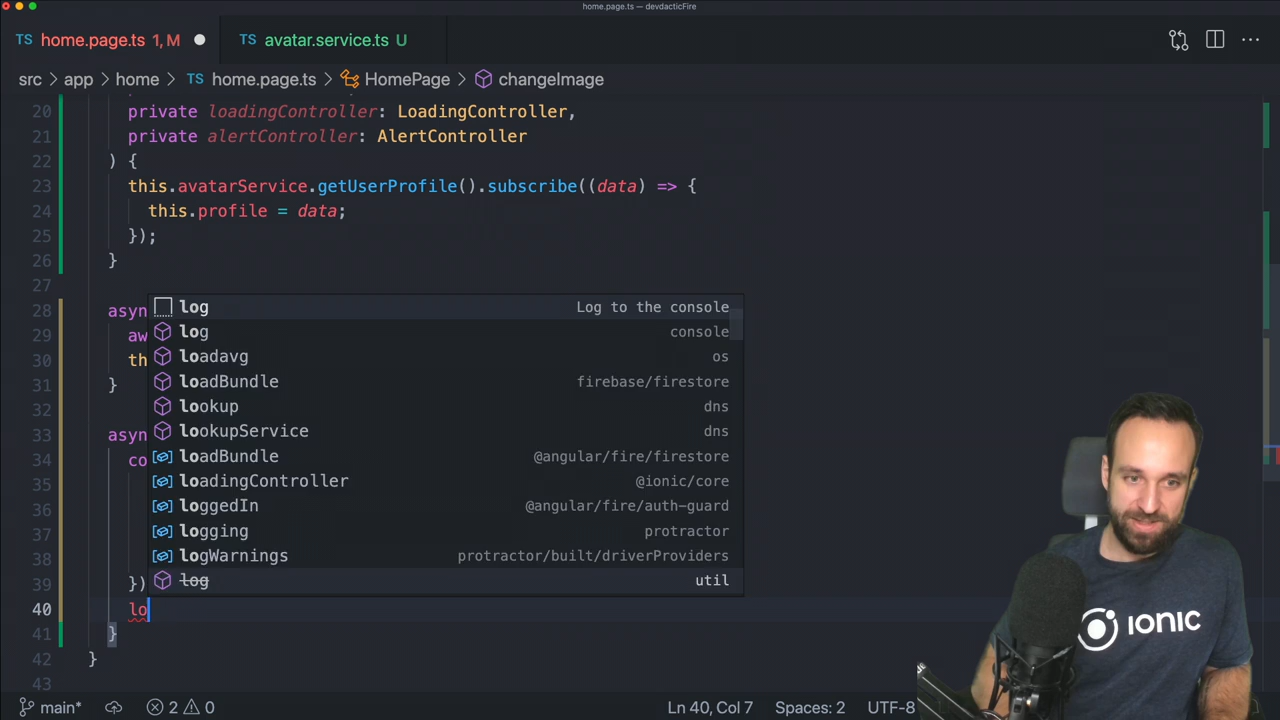 home.page.ts — devdacticFire
TS home.page.ts 1, M TS avatar.service.ts U
src > app > home > TS home.page.ts > HomePage > changeImage
20 private loadingController: LoadingController,
21 private alertController: AlertController
22 ) {
23 this.avatarService.getUserProfile().subscribe((data) => {
24 this.profile = data;
25 });
26 }
27
28 asyn
log Log to the console
29 aw
log console
30 th
loadavg os
31 }
loadBundle firebase/firestore
32
lookup dns
33 asyn
lookupService dns
34 co
loadBundle @angular/fire/firestore
35
loadingController @ionic/core
36
loggedIn @angular/fire/auth-guard
37
logging protractor
38
logWarnings protractor/built/driverProviders
39 })
log util
40 lo
41 }
42 }
43
IONIC
main* 2 0 Ln 40, Col 7 Spaces: 2 UTF-8